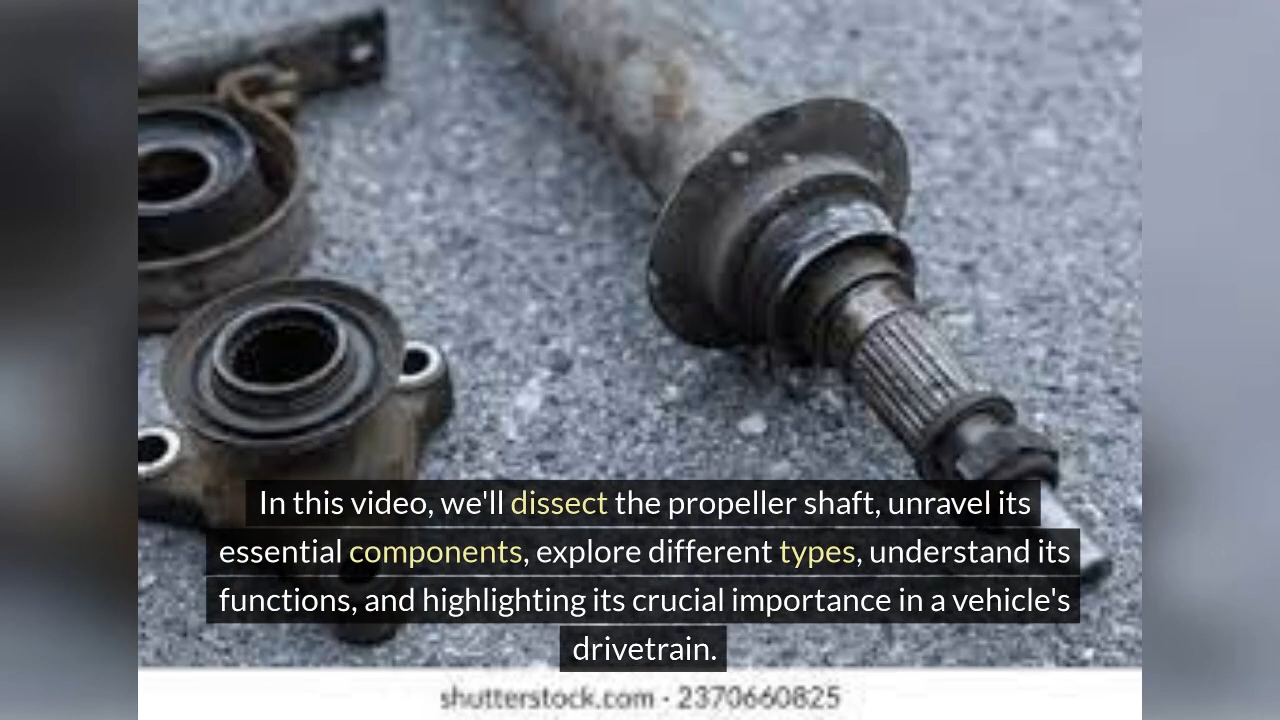 In this video, we'll dissect the propeller shaft, unravel its
essential components, explore different types, understand its
functions, and highlighting its crucial importance in a vehicle's
drivetrain.
shutterstock.com · 2370660825